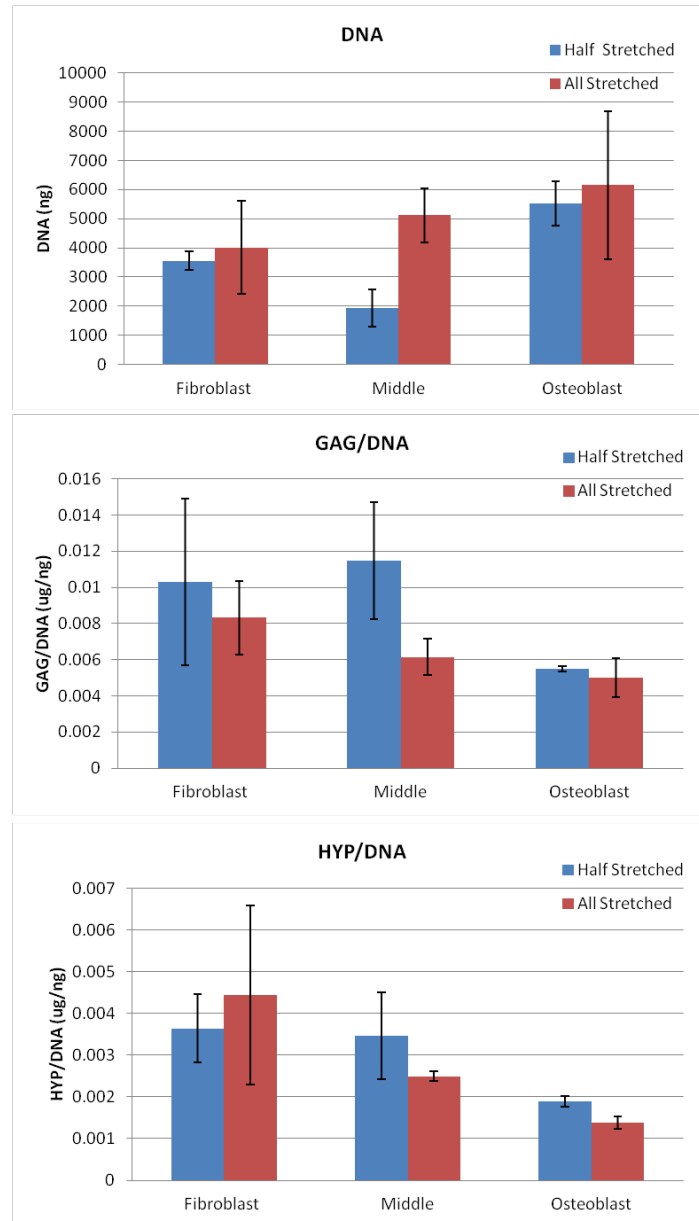 DNA
Half Stretched
All Stretched
10000
9000
8000
7000
6000
5000
4000
3000
2000
1000
0
DNA (ng)
Fibroblast Middle Osteoblast
GAG/DNA
Half Stretched
All Stretched
0.016
0.014
0.012
0.01
0.008
0.006
0.004
0.002
0
GAG/DNA (ug/ng)
Fibroblast Middle Osteoblast
HYP/DNA
Half Stretched
All Stretched
0.007
0.006
0.005
0.004
0.003
0.002
0.001
0
HYP/DNA (ug/ng)
Fibroblast Middle Osteoblast